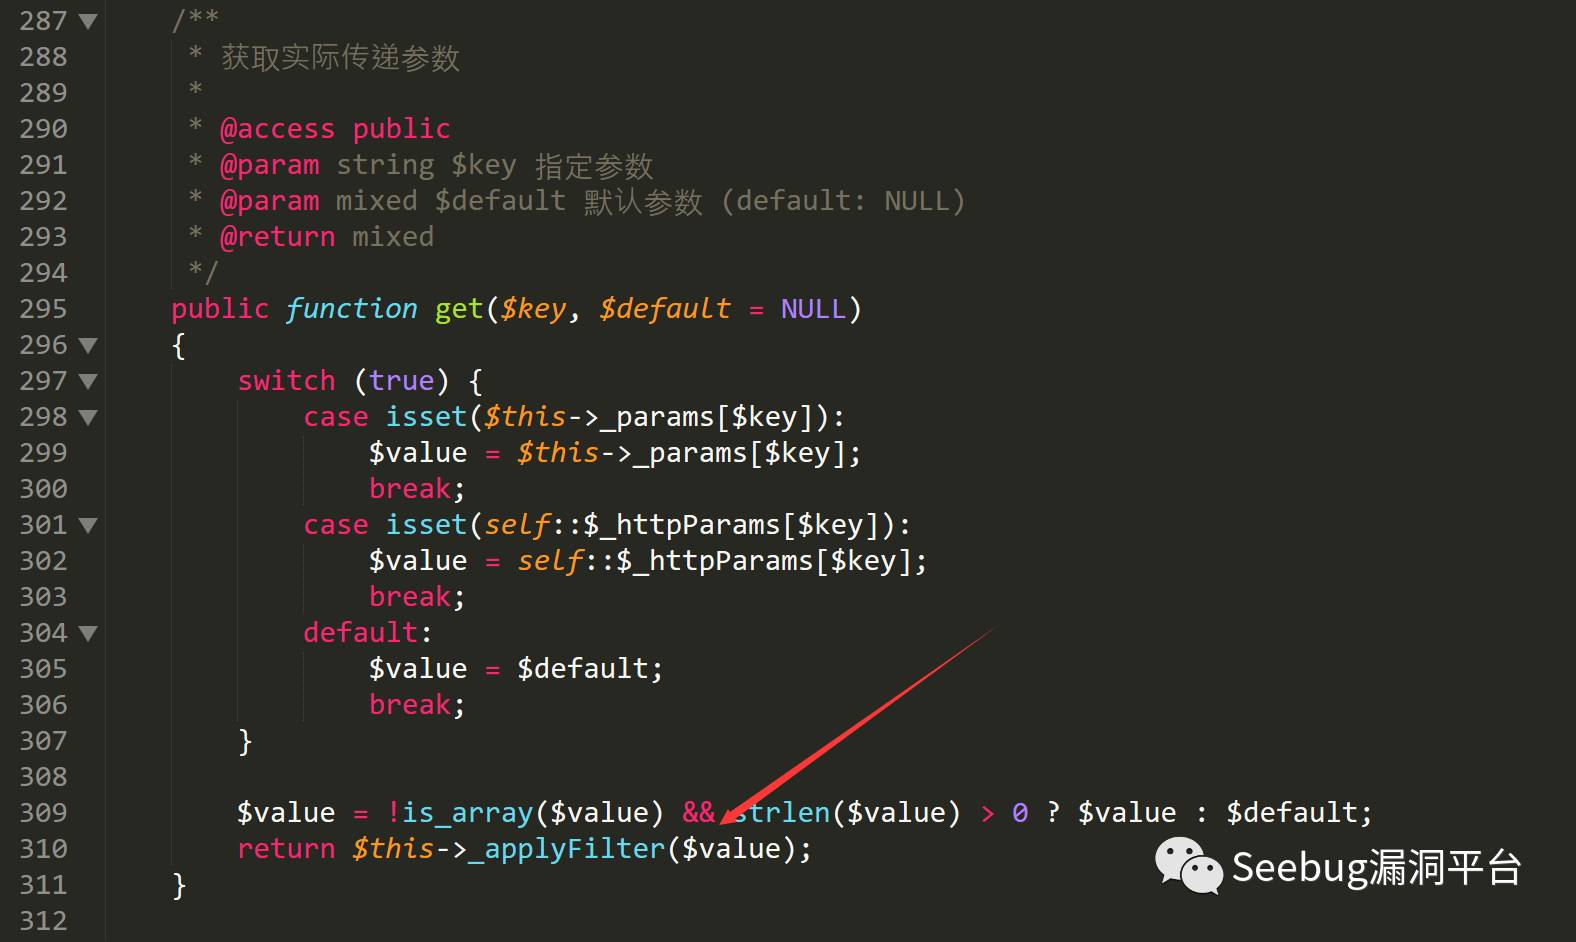 287 /**
288 * 获取实际传递参数
289 *
290 * @access public
291 * @param string $key 指定参数
292 * @param mixed $default 默认参数 (default: NULL)
293 * @return mixed
294 */
295 public function get($key, $default = NULL)
296 {
297 switch (true) {
298 case isset($this->_params[$key]):
299 $value = $this->_params[$key];
300 break;
301 case isset(self::$_httpParams[$key]):
302 $value = self::$_httpParams[$key];
303 break;
304 default:
305 $value = $default;
306 break;
307 }
308
309 $value = !is_array($value) && strlen($value) > 0 ? $value : $default;
310 return $this->_applyFilter($value);
311 }
312
Seebug漏洞平台